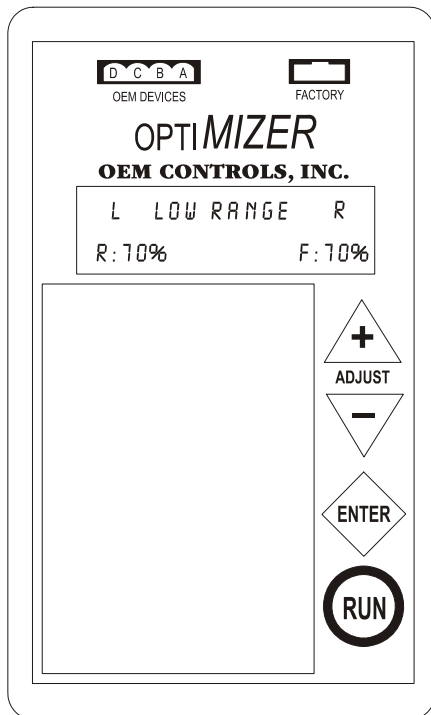 D C B A
OEM DEVICES
FACTORY
OPTIMIZER
OEM CONTROLS, INC.
L LOW RANGE R
R:70% F:70%
+
ADJUST
−
ENTER
RUN